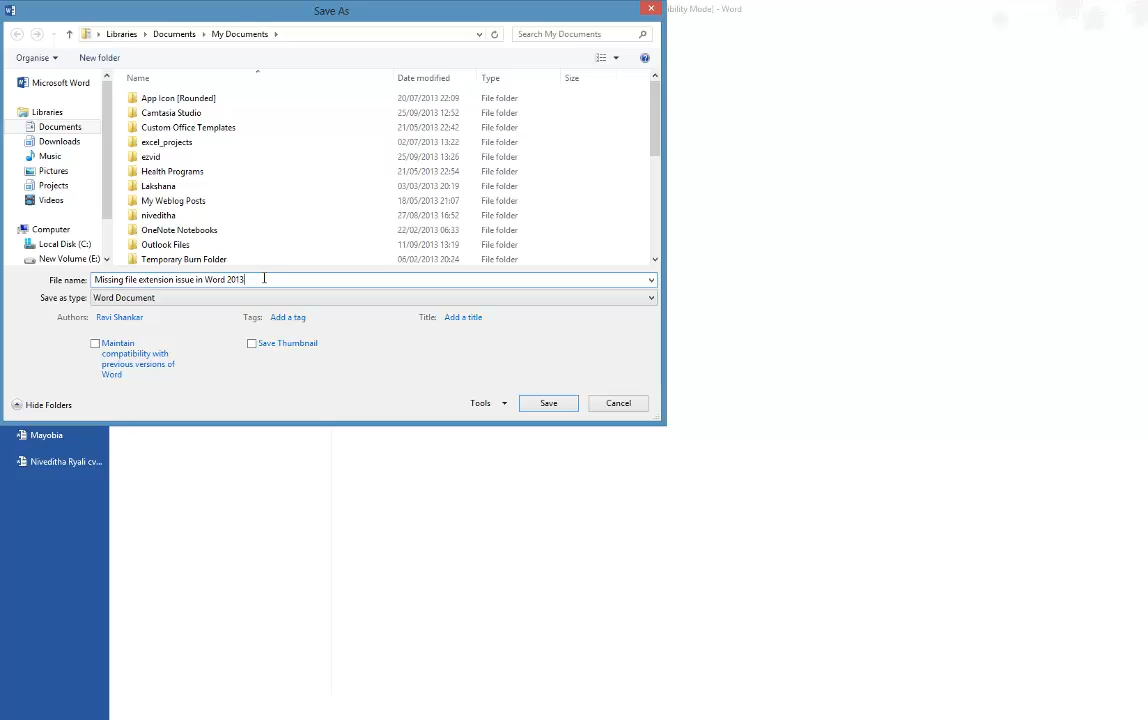 Save As
ibility Mode] - Word
Libraries Documents My Documents Search My Documents
Organise New folder
Name Date modified Type Size
Microsoft Word
Libraries
Documents
Downloads
Music
Pictures
Projects
Videos
Computer
Local Disk (C:)
New Volume (E:)
App Icon [Rounded] 20/07/2013 22:09 File folder
Camtasia Studio 25/09/2013 12:52 File folder
Custom Office Templates 21/05/2013 22:42 File folder
excel_projects 02/07/2013 13:22 File folder
ezvid 25/09/2013 13:26 File folder
Health Programs 21/05/2013 22:54 File folder
Lakshana 03/03/2013 20:19 File folder
My Weblog Posts 18/05/2013 21:07 File folder
niveditha 27/08/2013 16:52 File folder
OneNote Notebooks 22/02/2013 06:33 File folder
Outlook Files 11/09/2013 13:19 File folder
Temporary Burn Folder 06/02/2013 20:24 File folder
File name: Missing file extension issue in Word 2013
Save as type: Word Document
Authors: Ravi Shankar Tags: Add a tag Title: Add a title
Maintain
compatibility with
previous versions of
Word
Save Thumbnail
Hide Folders Tools Save Cancel
Mayobia
Niveditha Ryali cv...